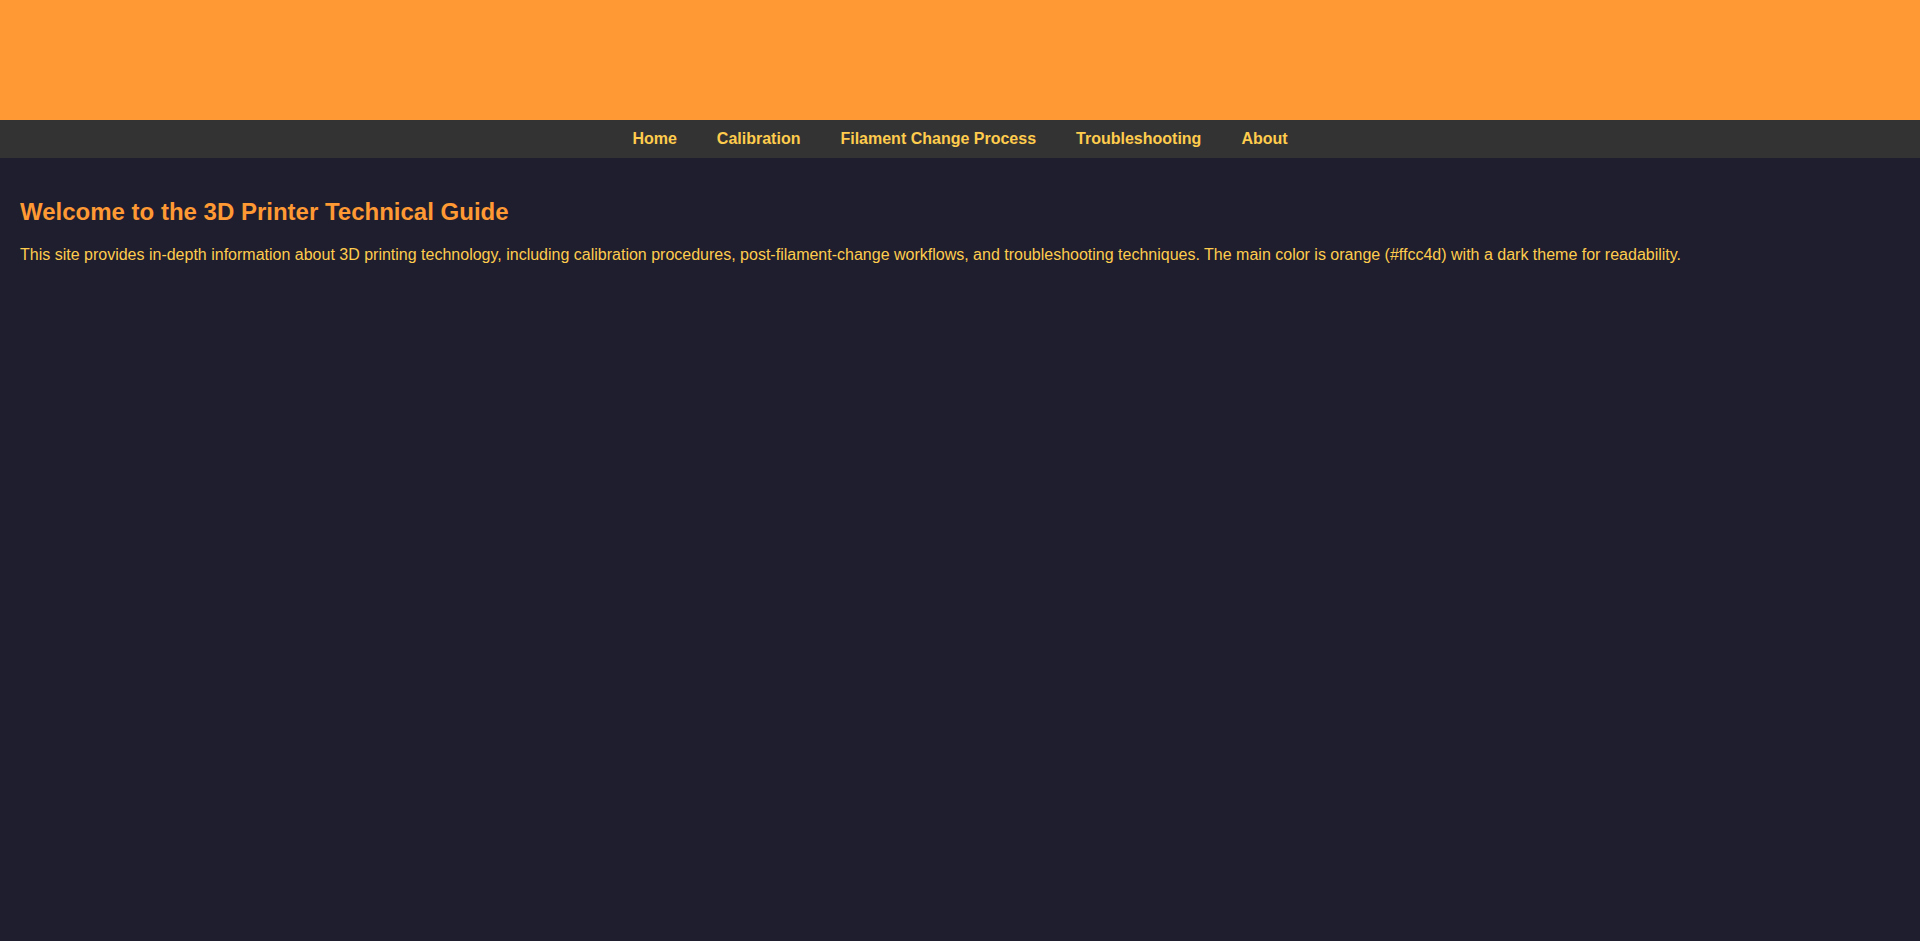 Home Calibration Filament Change Process Troubleshooting About
Welcome to the 3D Printer Technical Guide
This site provides in-depth information about 3D printing technology, including calibration procedures, post-filament-change workflows, and troubleshooting techniques. The main color is orange (#ffcc4d) with a dark theme for readability.